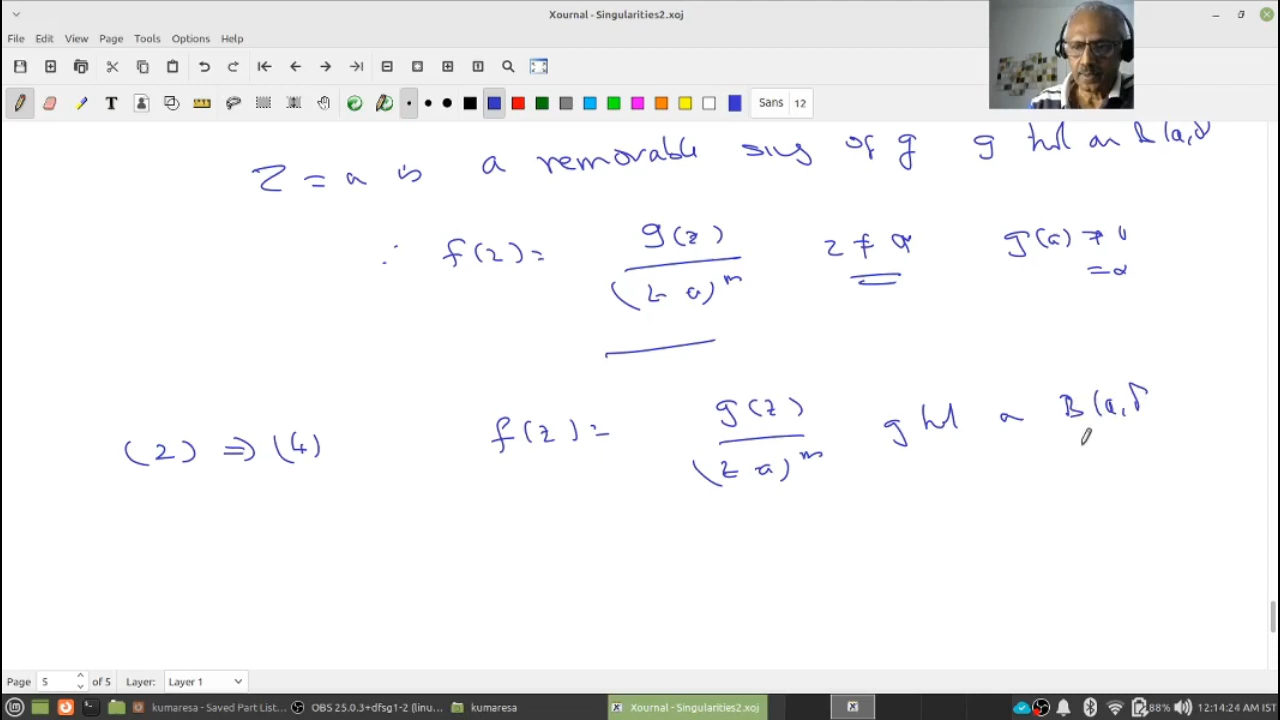 Xournal - Singularities2.xoj
File Edit View Page Tools Options Help
Sans 12
z = a is a removable sing of g g hol on B(a,δ
∴ f(z) = g(z) / (z-a)^m z ≠ a g(a) ≠ 0
= α
(2) ⇒ (4) f(z) = g(z) / (z-a)^m g hol on B(a,δ
Page 5 of 5 Layer: Layer 1
kumaresa - Saved Part List... OBS 25.0.3+dfsg1-2 (linu... kumaresa Xournal - Singularities2.xoj 88% 12:14:24 AM IST